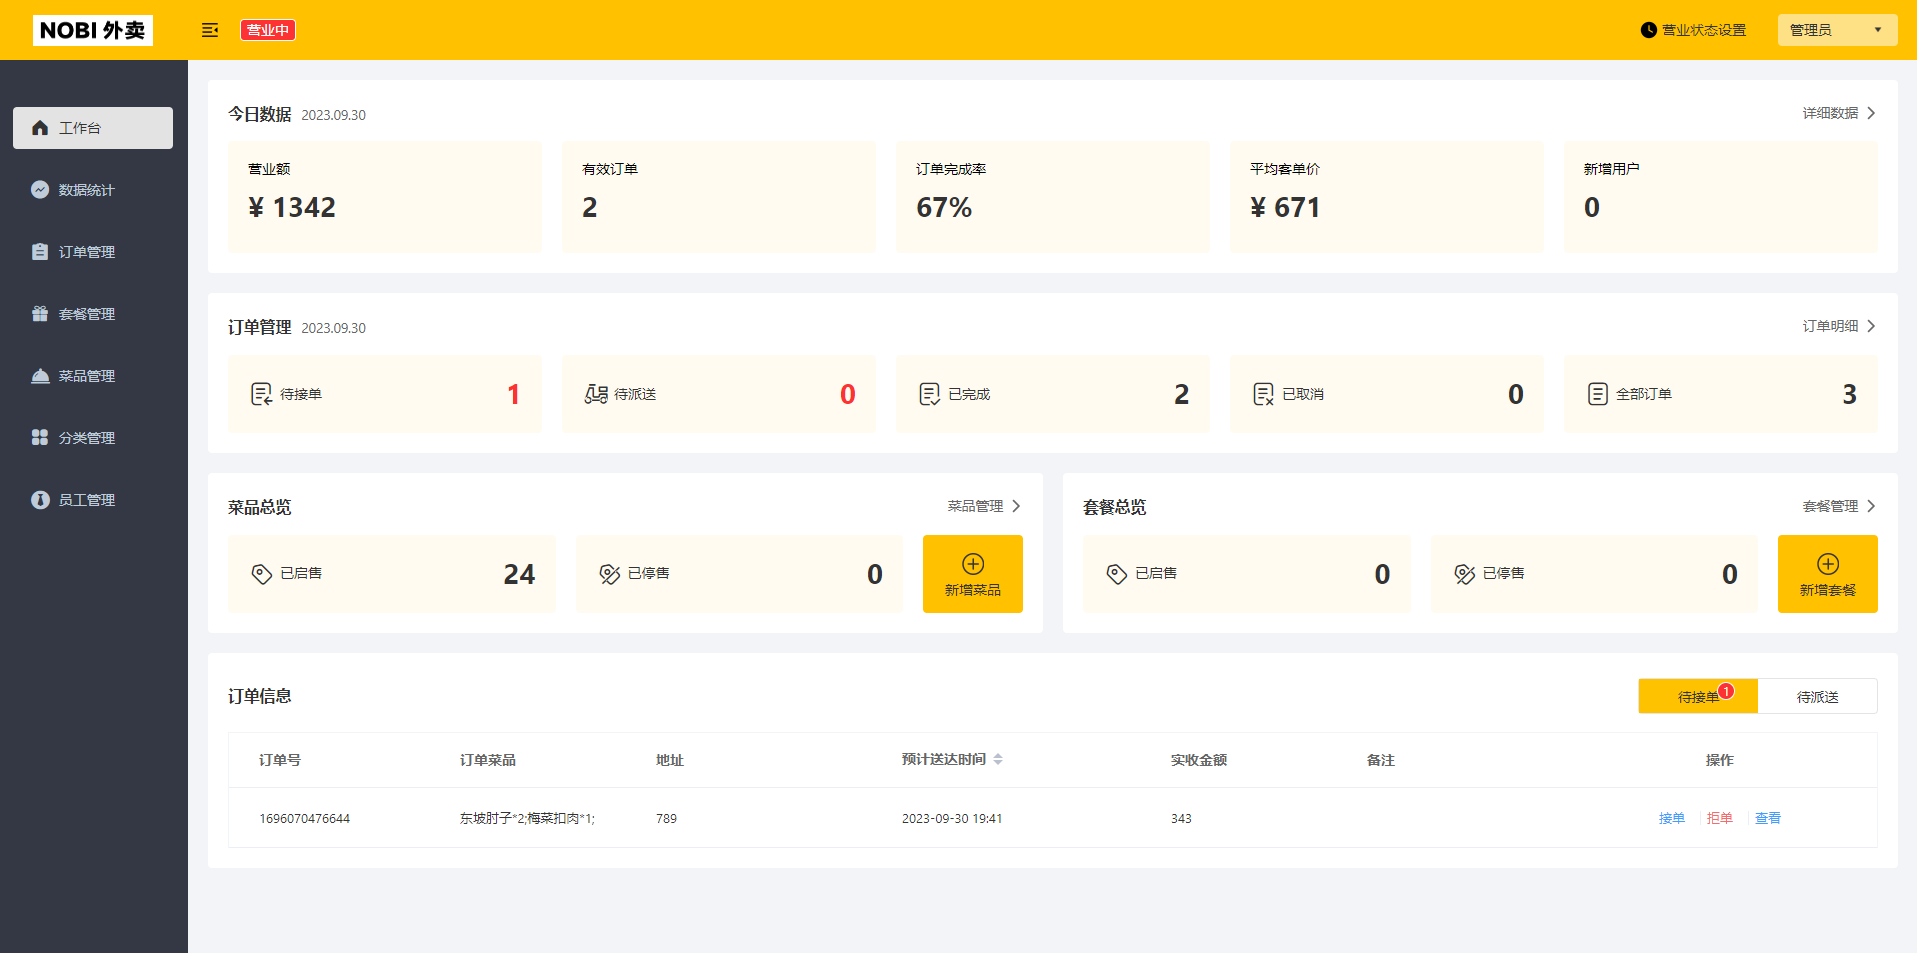 NOBI 外卖
营业中
营业状态设置
管理员
工作台
数据统计
订单管理
套餐管理
菜品管理
分类管理
员工管理
今日数据 2023.09.30
详细数据
营业额
¥ 1342
有效订单
2
订单完成率
67%
平均客单价
¥ 671
新增用户
0
订单管理 2023.09.30
订单明细
待接单 1
待派送 0
已完成 2
已取消 0
全部订单 3
菜品总览
菜品管理
已启售 24
已停售 0
新增菜品
套餐总览
套餐管理
已启售 0
已停售 0
新增套餐
订单信息
待接单 1
待派送
订单号 订单菜品 地址 预计送达时间 实收金额 备注 操作
1696070476644 东坡肘子*2;梅菜扣肉*1; 789 2023-09-30 19:41 343 接单 拒单 查看